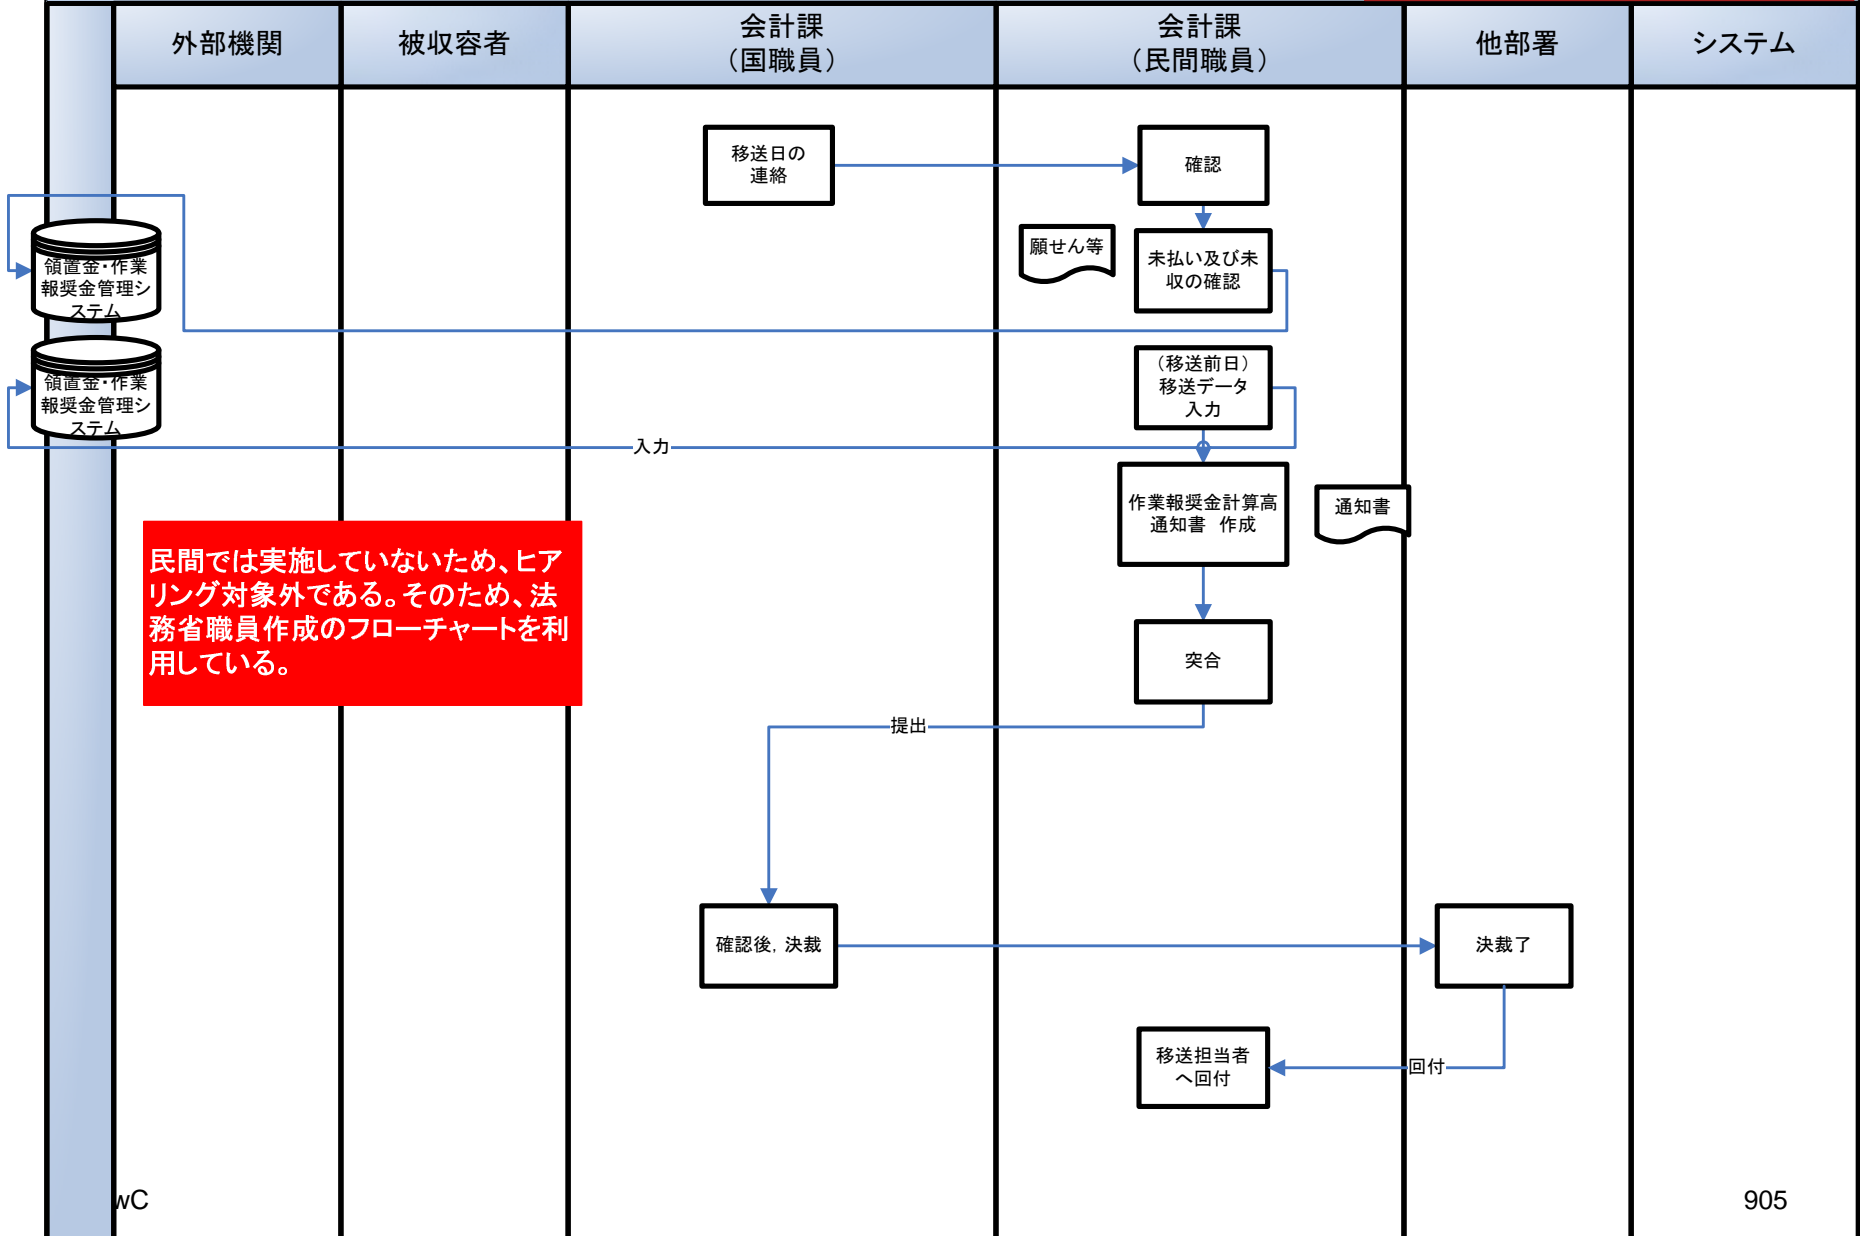 外部機関
被収容者
会計課
（国職員）
会計課
（民間職員）
他部署
システム
移送日の
連絡
確認
願せん等
未払い及び未
収の確認
領置金・作業
報奨金管理シ
ステム
（移送前日）
移送データ
入力
領置金・作業
報奨金管理シ
ステム
入力
作業報奨金計算高
通知書　作成
通知書
民間では実施していないため、ヒア
リング対象外である。そのため、法
務省職員作成のフローチャートを利
用している。
突合
提出
確認後，決裁
決裁了
移送担当者
へ回付
回付
wC
905